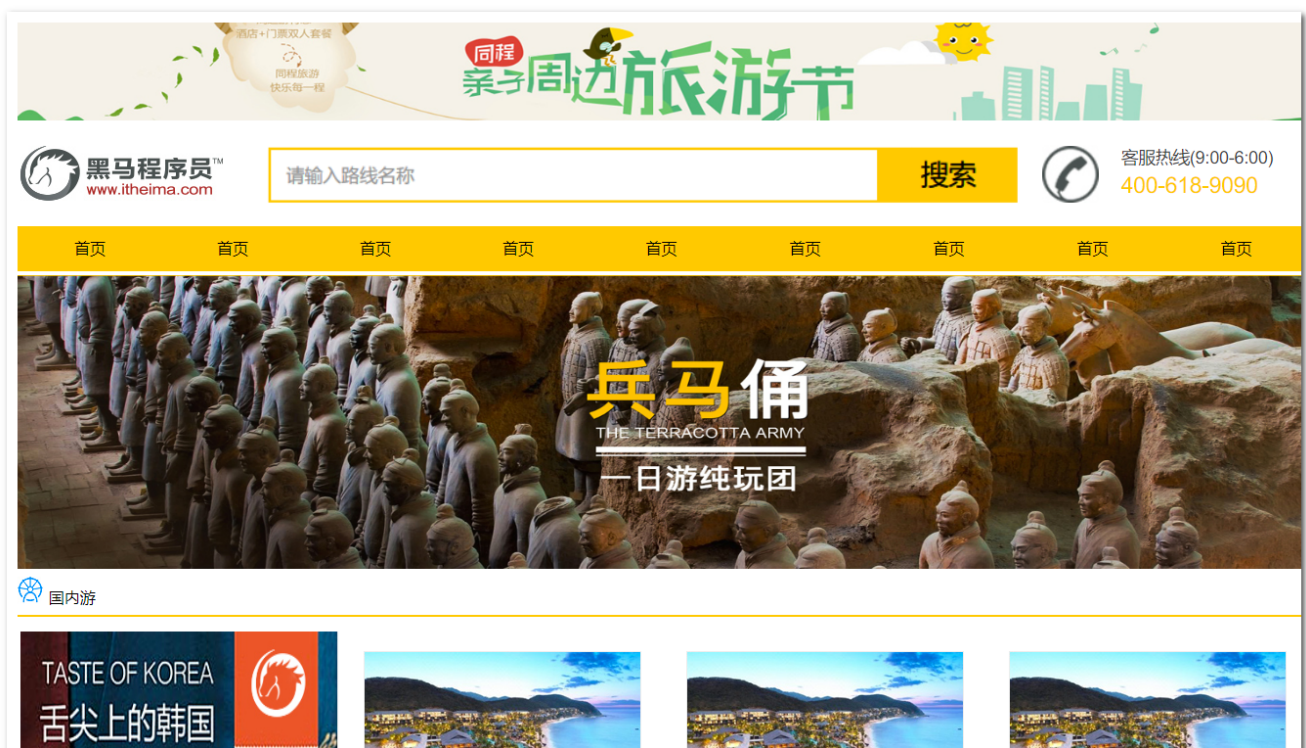 酒店+门票双人套餐
同程旅游
快乐每一程
同程
亲子周边旅游节
黑马程序员™
www.itheima.com
请输入路线名称
搜索
客服热线(9:00-6:00)
400-618-9090
首页 首页 首页 首页 首页 首页 首页 首页 首页
兵马俑
THE TERRACOTTA ARMY
一日游纯玩团
国内游
TASTE OF KOREA
舌尖上的韩国